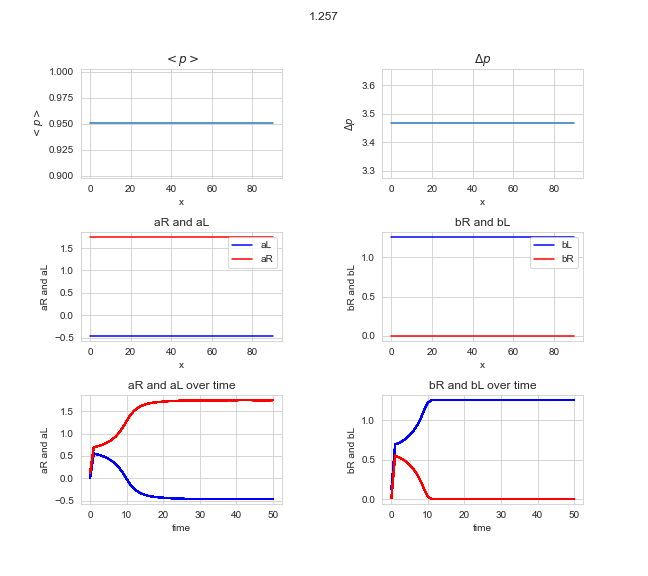 1.257
< p >
Δp
1.000
0.975
0.950
0.925
0.900
< p >
0 20 40 60 80
x
3.6
3.5
3.4
3.3
Δp
0 20 40 60 80
x
aR and aL
bR and bL
1.5
1.0
0.5
0.0
−0.5
aR and aL
aL
aR
0 20 40 60 80
x
1.0
0.5
0.0
bR and bL
bL
bR
0 20 40 60 80
x
aR and aL over time
bR and bL over time
1.5
1.0
0.5
0.0
−0.5
aR and aL
0 10 20 30 40 50
time
1.0
0.5
0.0
bR and bL
0 10 20 30 40 50
time